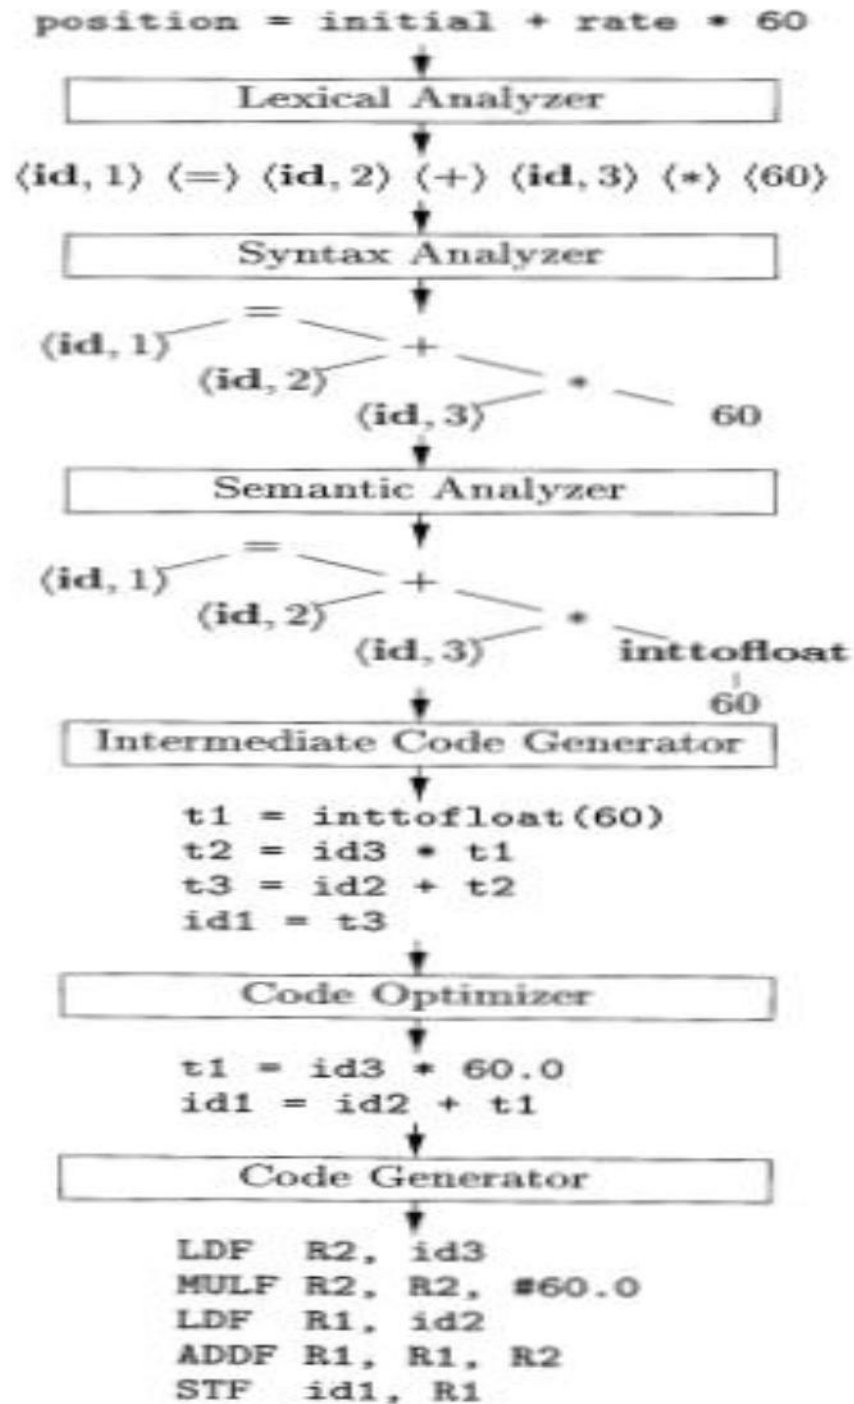 position = initial + rate * 60
Lexical Analyzer
⟨id, 1⟩ ⟨=⟩ ⟨id, 2⟩ ⟨+⟩ ⟨id, 3⟩ ⟨*⟩ ⟨60⟩
Syntax Analyzer
=
⟨id, 1⟩ +
⟨id, 2⟩ *
⟨id, 3⟩ 60
Semantic Analyzer
=
⟨id, 1⟩ +
⟨id, 2⟩ *
⟨id, 3⟩ inttofloat
60
Intermediate Code Generator
t1 = inttofloat(60)
t2 = id3 * t1
t3 = id2 + t2
id1 = t3
Code Optimizer
t1 = id3 * 60.0
id1 = id2 + t1
Code Generator
LDF R2, id3
MULF R2, R2, #60.0
LDF R1, id2
ADDF R1, R1, R2
STF id1, R1